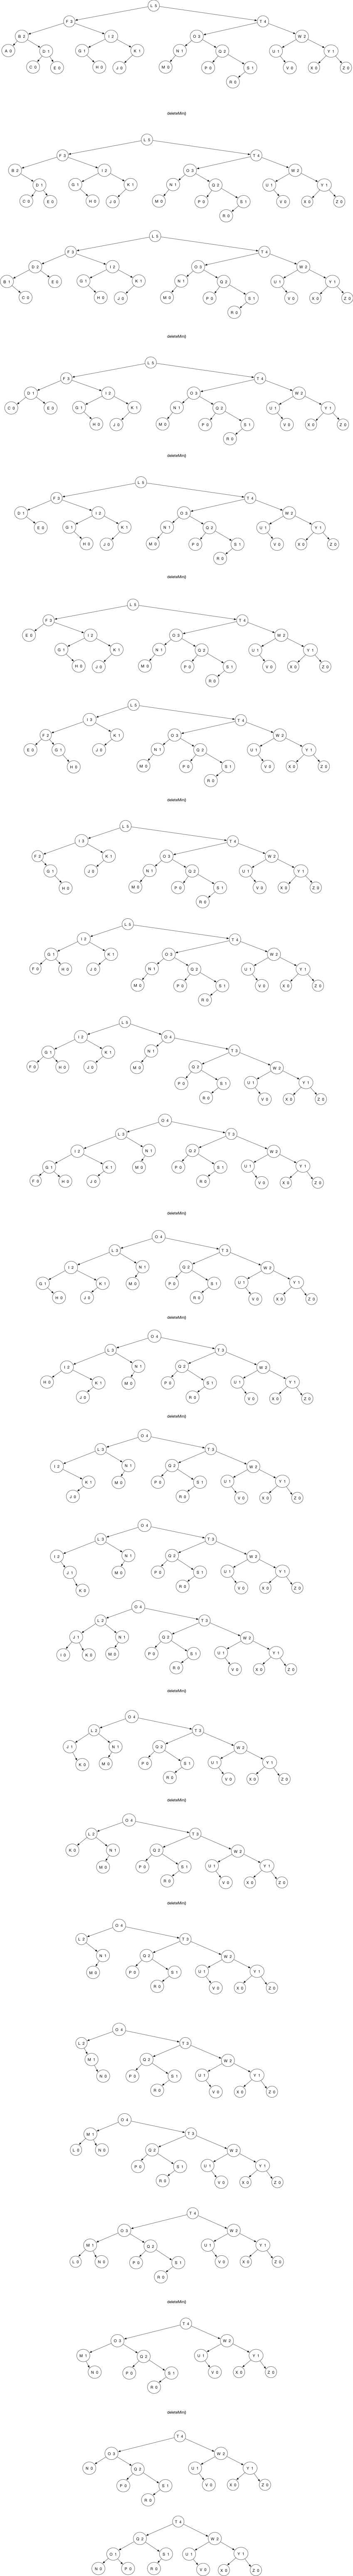 L 5
F 3 T 4
B 2 I 2 O 3 W 2
A 0 D 1 G 1 K 1 N 1 Q 2 U 1 Y 1
C 0 E 0 H 0 J 0 M 0 P 0 S 1 V 0 X 0 Z 0
R 0
deleteMin()
L 5
F 3 T 4
B 2 I 2 O 3 W 2
D 1 G 1 K 1 N 1 Q 2 U 1 Y 1
C 0 E 0 H 0 J 0 M 0 P 0 S 1 V 0 X 0 Z 0
R 0
L 5
F 3 T 4
D 2 I 2 O 3 W 2
B 1 E 0 G 1 K 1 N 1 Q 2 U 1 Y 1
C 0 H 0 J 0 M 0 P 0 S 1 V 0 X 0 Z 0
R 0
deleteMin()
L 5
F 3 T 4
D 1 I 2 O 3 W 2
C 0 E 0 G 1 K 1 N 1 Q 2 U 1 Y 1
H 0 J 0 M 0 P 0 S 1 V 0 X 0 Z 0
R 0
deleteMin()
L 5
F 3 T 4
D 1 I 2 O 3 W 2
E 0 G 1 K 1 N 1 Q 2 U 1 Y 1
H 0 J 0 M 0 P 0 S 1 V 0 X 0 Z 0
R 0
deleteMin()
L 5
F 3 T 4
E 0 I 2 O 3 W 2
G 1 K 1 N 1 Q 2 U 1 Y 1
H 0 J 0 M 0 P 0 S 1 V 0 X 0 Z 0
R 0
L 5
I 3 T 4
F 2 K 1 O 3 W 2
E 0 G 1 J 0 N 1 Q 2 U 1 Y 1
H 0 M 0 P 0 S 1 V 0 X 0 Z 0
R 0
deleteMin()
L 5
I 3 T 4
F 2 K 1 O 3 W 2
G 1 J 0 N 1 Q 2 U 1 Y 1
H 0 M 0 P 0 S 1 V 0 X 0 Z 0
R 0
L 5
I 2 T 4
G 1 K 1 O 3 W 2
F 0 H 0 J 0 N 1 Q 2 U 1 Y 1
M 0 P 0 S 1 V 0 X 0 Z 0
R 0
L 5
I 2 O 4
G 1 K 1 N 1 T 3
F 0 H 0 J 0 M 0 Q 2 W 2
P 0 S 1 U 1 Y 1
R 0 V 0 X 0 Z 0
O 4
L 3 T 3
I 2 N 1 Q 2 W 2
G 1 K 1 M 0 P 0 S 1 U 1 Y 1
F 0 H 0 J 0 R 0 V 0 X 0 Z 0
deleteMin()
O 4
L 3 T 3
I 2 N 1 Q 2 W 2
G 1 K 1 M 0 P 0 S 1 U 1 Y 1
H 0 J 0 R 0 V 0 X 0 Z 0
deleteMin()
O 4
L 3 T 3
I 2 N 1 Q 2 W 2
H 0 K 1 M 0 P 0 S 1 U 1 Y 1
J 0 R 0 V 0 X 0 Z 0
deleteMin()
O 4
L 3 T 3
I 2 N 1 Q 2 W 2
K 1 M 0 P 0 S 1 U 1 Y 1
J 0 R 0 V 0 X 0 Z 0
O 4
L 3 T 3
I 2 N 1 Q 2 W 2
J 1 M 0 P 0 S 1 U 1 Y 1
K 0 R 0 V 0 X 0 Z 0
O 4
L 2 T 3
J 1 N 1 Q 2 W 2
I 0 K 0 M 0 P 0 S 1 U 1 Y 1
R 0 V 0 X 0 Z 0
deleteMin()
O 4
L 2 T 3
J 1 N 1 Q 2 W 2
K 0 M 0 P 0 S 1 U 1 Y 1
R 0 V 0 X 0 Z 0
deleteMin()
O 4
L 2 T 3
K 0 N 1 Q 2 W 2
M 0 P 0 S 1 U 1 Y 1
R 0 V 0 X 0 Z 0
deleteMin()
O 4
L 2 T 3
N 1 Q 2 W 2
M 0 P 0 S 1 U 1 Y 1
R 0 V 0 X 0 Z 0
O 4
L 2 T 3
M 1 Q 2 W 2
N 0 P 0 S 1 U 1 Y 1
R 0 V 0 X 0 Z 0
O 4
M 1 T 3
L 0 N 0 Q 2 W 2
P 0 S 1 U 1 Y 1
R 0 V 0 X 0 Z 0
T 4
O 3 W 2
M 1 Q 2 U 1 Y 1
L 0 N 0 P 0 S 1 V 0 X 0 Z 0
R 0
deleteMin()
T 4
O 3 W 2
M 1 Q 2 U 1 Y 1
N 0 P 0 S 1 V 0 X 0 Z 0
R 0
deleteMin()
T 4
O 3 W 2
N 0 Q 2 U 1 Y 1
P 0 S 1 V 0 X 0 Z 0
R 0
T 4
Q 2 W 2
O 1 S 1 U 1 Y 1
N 0 P 0 R 0 V 0 X 0 Z 0